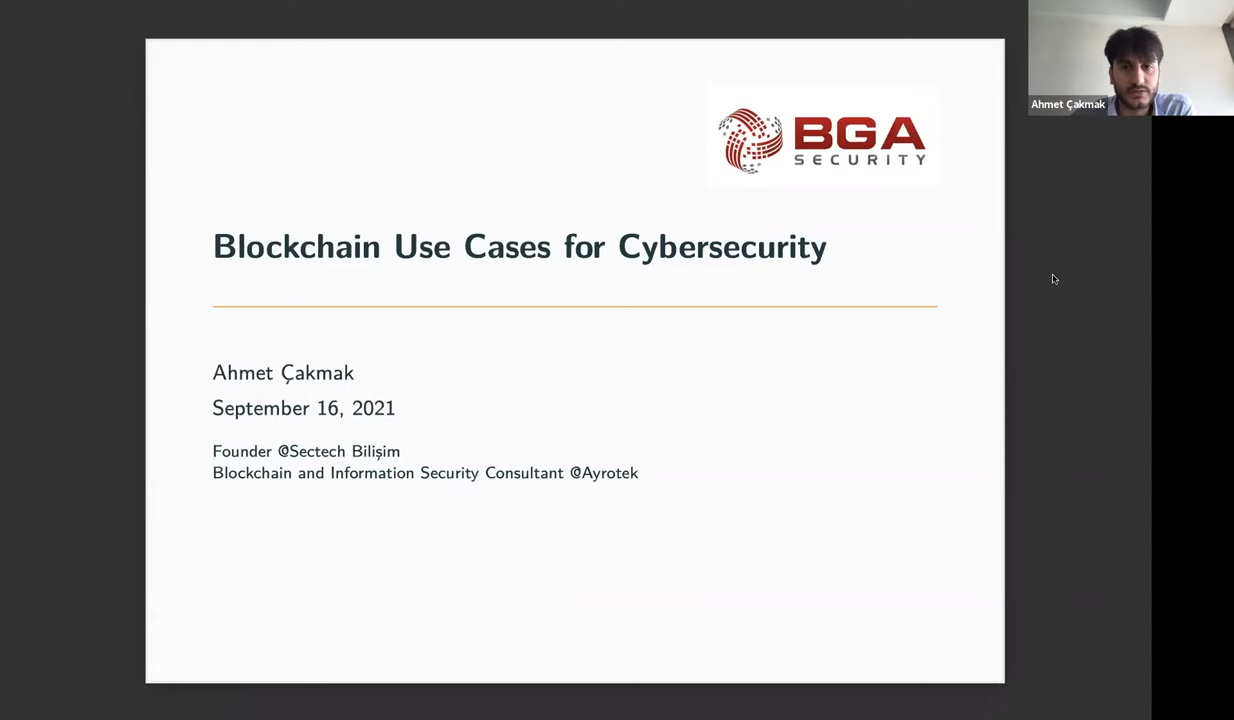 BGA
SECURITY
Ahmet Çakmak
Blockchain Use Cases for Cybersecurity
Ahmet Çakmak
September 16, 2021
Founder @Sectech Bilişim
Blockchain and Information Security Consultant @Ayrotek